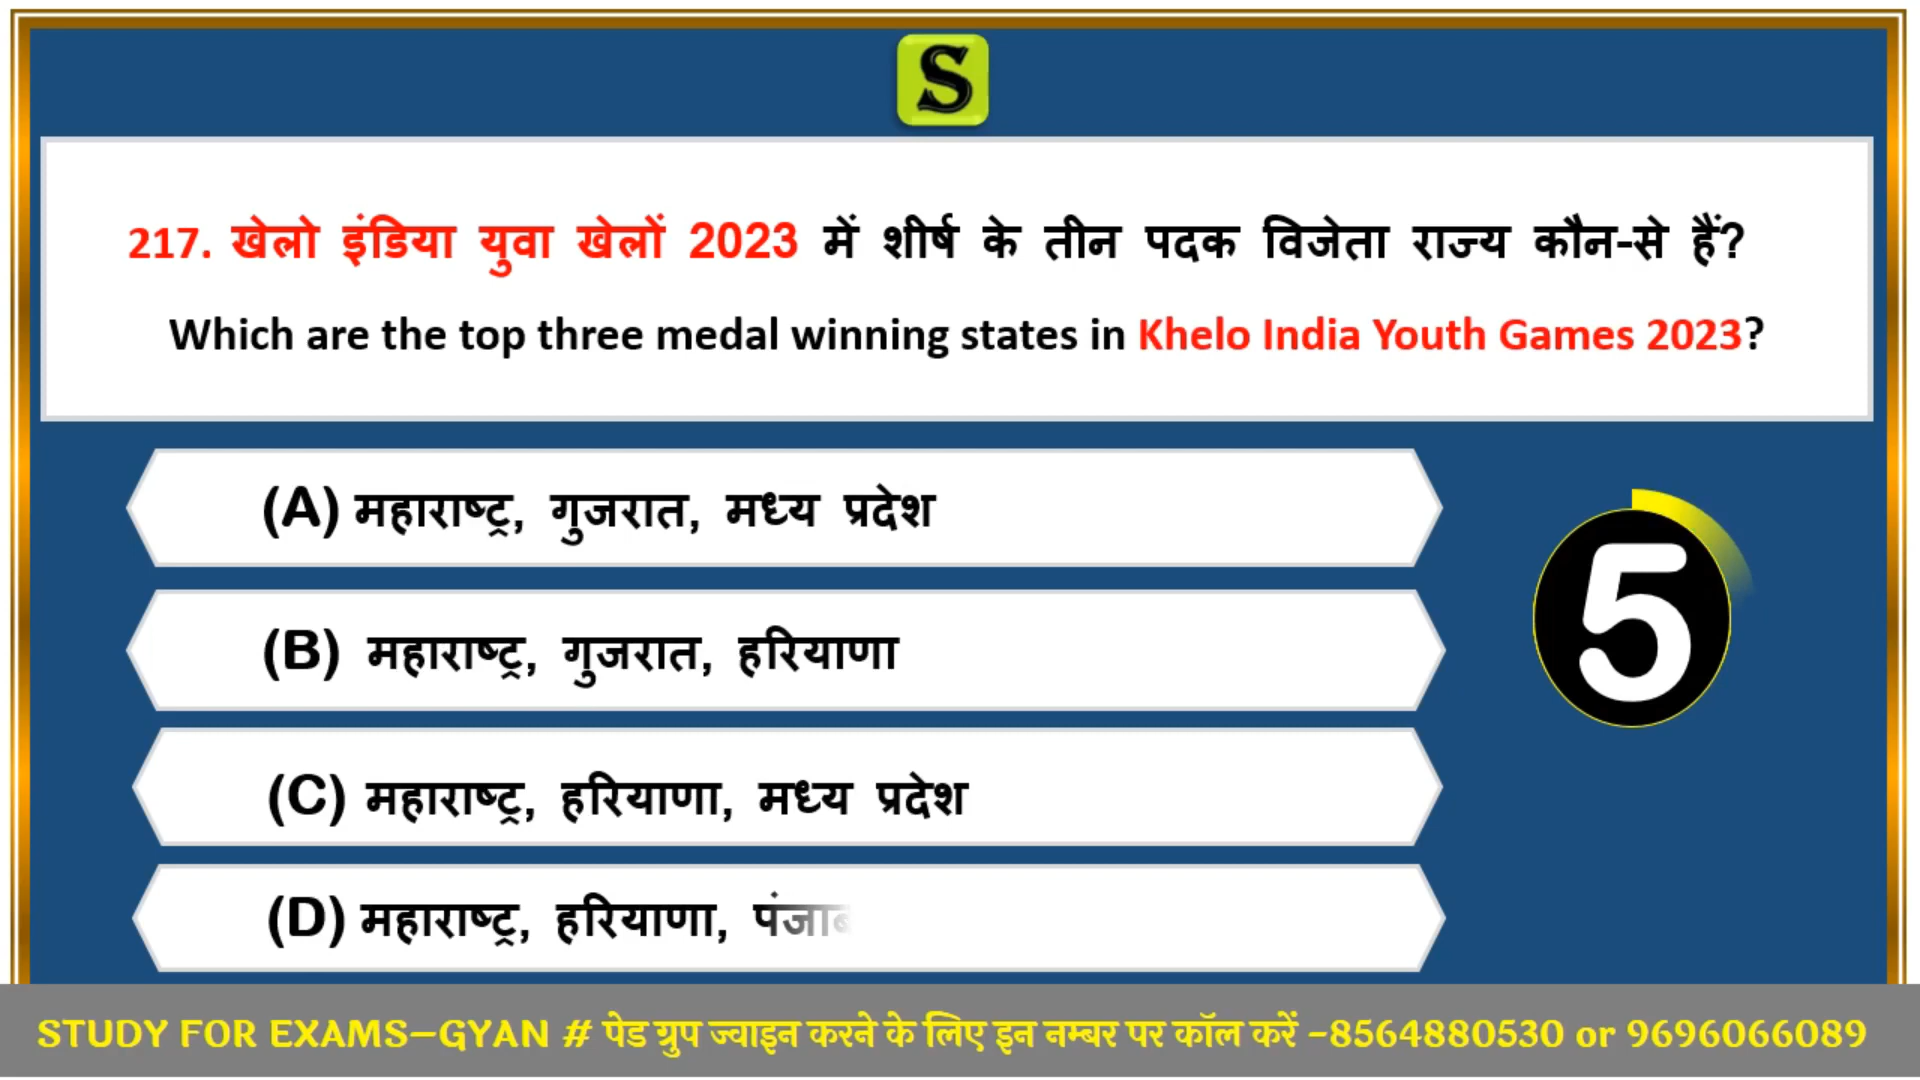 S
217. खेलो इंडिया युवा खेलों 2023 में शीर्ष के तीन पदक विजेता राज्य कौन-से हैं?
Which are the top three medal winning states in Khelo India Youth Games 2023?
(A) महाराष्ट्र, गुजरात, मध्य प्रदेश
(B) महाराष्ट्र, गुजरात, हरियाणा
5
(C) महाराष्ट्र, हरियाणा, मध्य प्रदेश
(D) महाराष्ट्र, हरियाणा, पंजाब
STUDY FOR EXAMS–GYAN # पेड ग्रुप ज्वाइन करने के लिए इन नम्बर पर कॉल करें -8564880530 or 9696066089